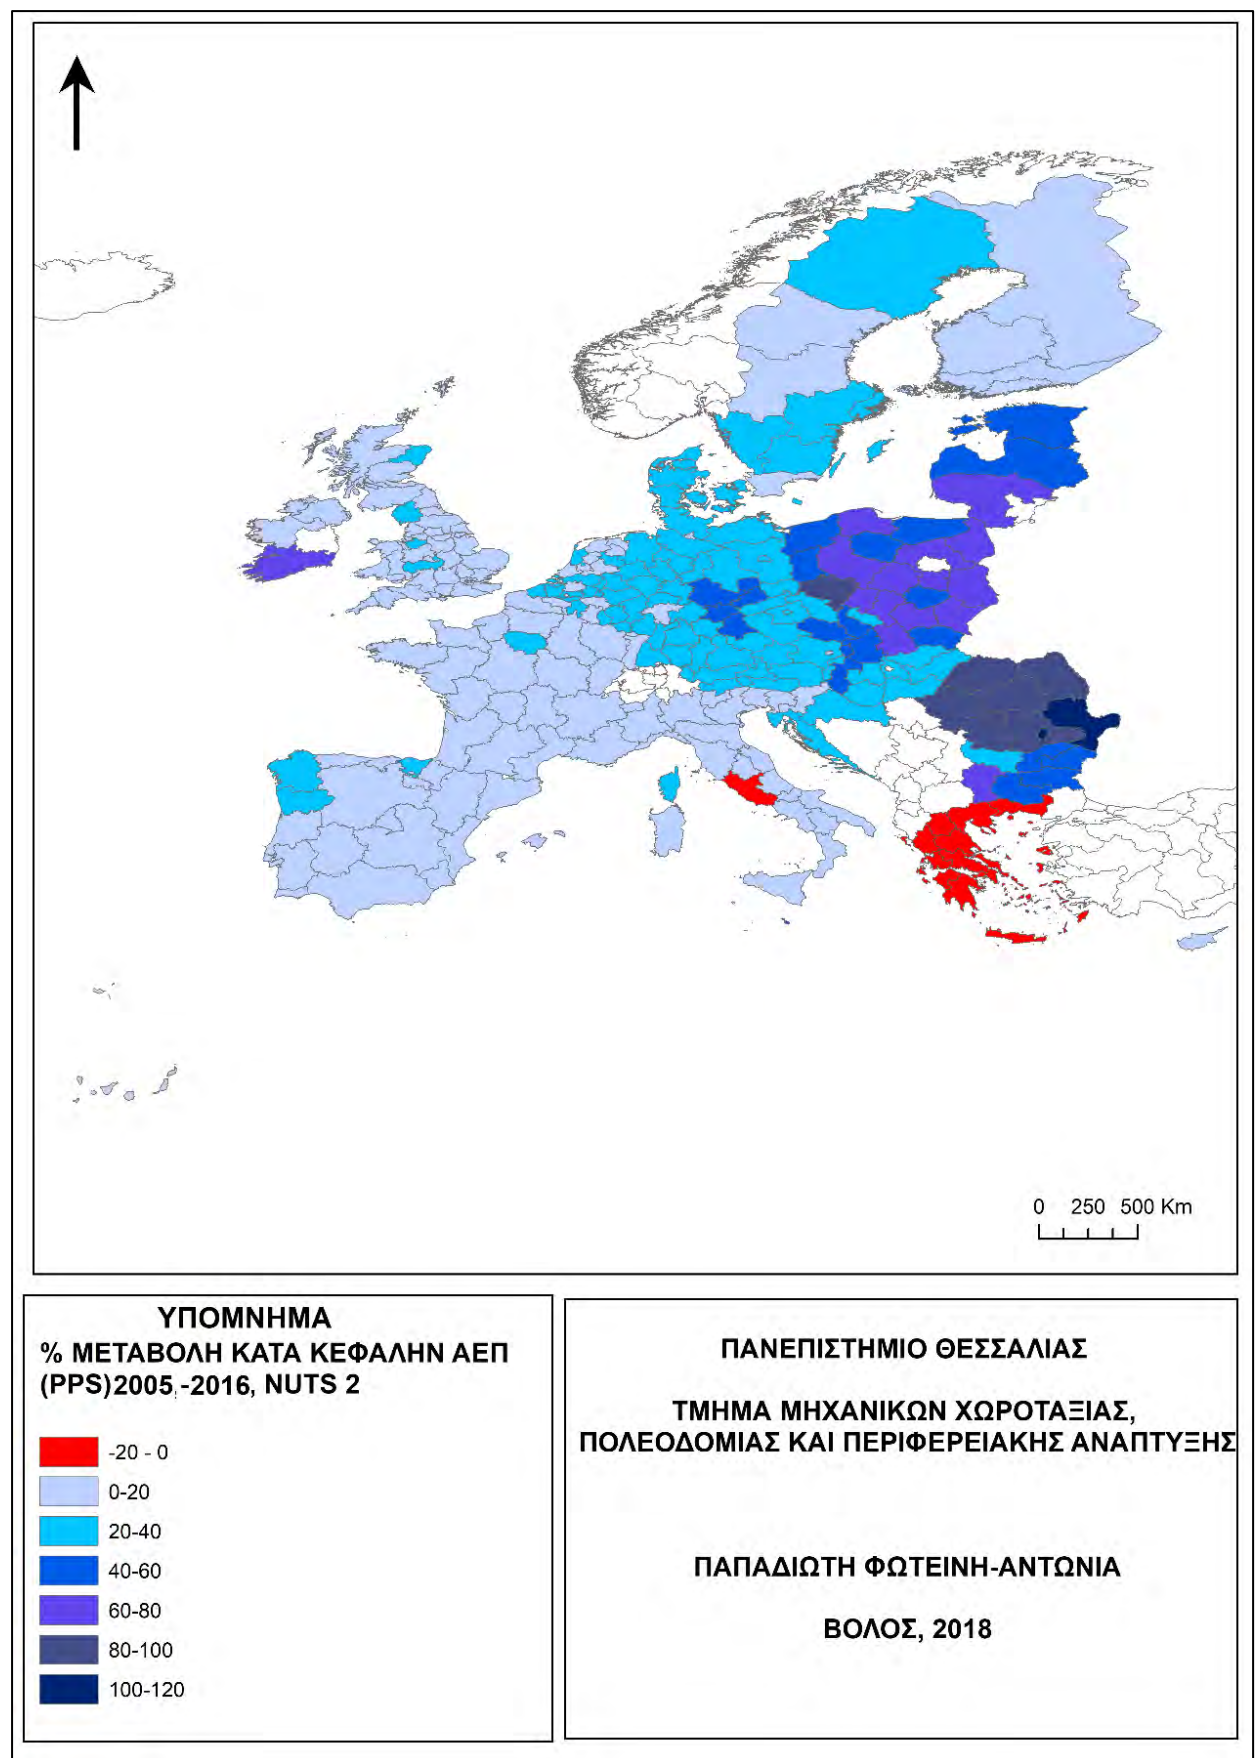 0 250 500 Km
ΥΠΟΜΝΗΜΑ
% ΜΕΤΑΒΟΛΗ ΚΑΤΑ ΚΕΦΑΛΗΝ ΑΕΠ
(PPS)2005,-2016, NUTS 2
-20 - 0
0-20
20-40
40-60
60-80
80-100
100-120
ΠΑΝΕΠΙΣΤΗΜΙΟ ΘΕΣΣΑΛΙΑΣ
ΤΜΗΜΑ ΜΗΧΑΝΙΚΩΝ ΧΩΡΟΤΑΞΙΑΣ,
ΠΟΛΕΟΔΟΜΙΑΣ ΚΑΙ ΠΕΡΙΦΕΡΕΙΑΚΗΣ ΑΝΑΠΤΥΞΗΣ
ΠΑΠΑΔΙΩΤΗ ΦΩΤΕΙΝΗ-ΑΝΤΩΝΙΑ
ΒΟΛΟΣ, 2018